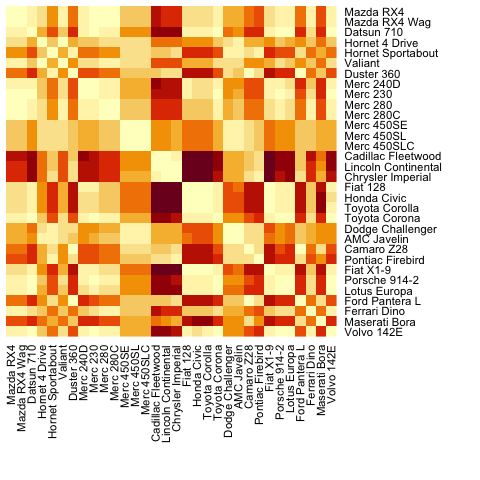 Mazda RX4
Mazda RX4 Wag
Datsun 710
Hornet 4 Drive
Hornet Sportabout
Valiant
Duster 360
Merc 240D
Merc 230
Merc 280
Merc 280C
Merc 450SE
Merc 450SL
Merc 450SLC
Cadillac Fleetwood
Lincoln Continental
Chrysler Imperial
Fiat 128
Honda Civic
Toyota Corolla
Toyota Corona
Dodge Challenger
AMC Javelin
Camaro Z28
Pontiac Firebird
Fiat X1-9
Porsche 914-2
Lotus Europa
Ford Pantera L
Ferrari Dino
Maserati Bora
Volvo 142E
Mazda RX4
Mazda RX4 Wag
Datsun 710
Hornet 4 Drive
Hornet Sportabout
Valiant
Duster 360
Merc 240D
Merc 230
Merc 280
Merc 280C
Merc 450SE
Merc 450SL
Merc 450SLC
Cadillac Fleetwood
Lincoln Continental
Chrysler Imperial
Fiat 128
Honda Civic
Toyota Corolla
Toyota Corona
Dodge Challenger
AMC Javelin
Camaro Z28
Pontiac Firebird
Fiat X1-9
Porsche 914-2
Lotus Europa
Ford Pantera L
Ferrari Dino
Maserati Bora
Volvo 142E